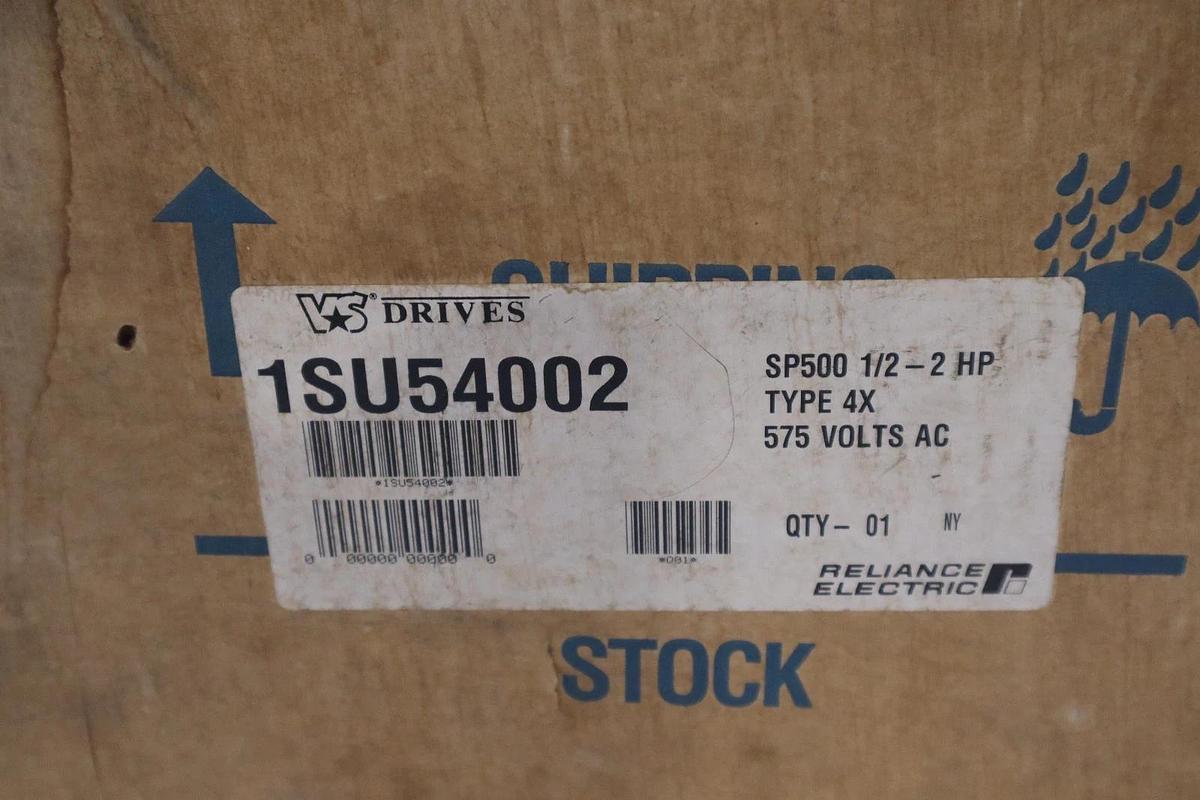 SHIPPING
VS® DRIVES
1SU54002
*1SU54002*
0 00000 00000 0
*001*
SP500 1/2 – 2 HP
TYPE 4X
575 VOLTS AC
QTY – 01 NY
RELIANCE
ELECTRIC
STOCK